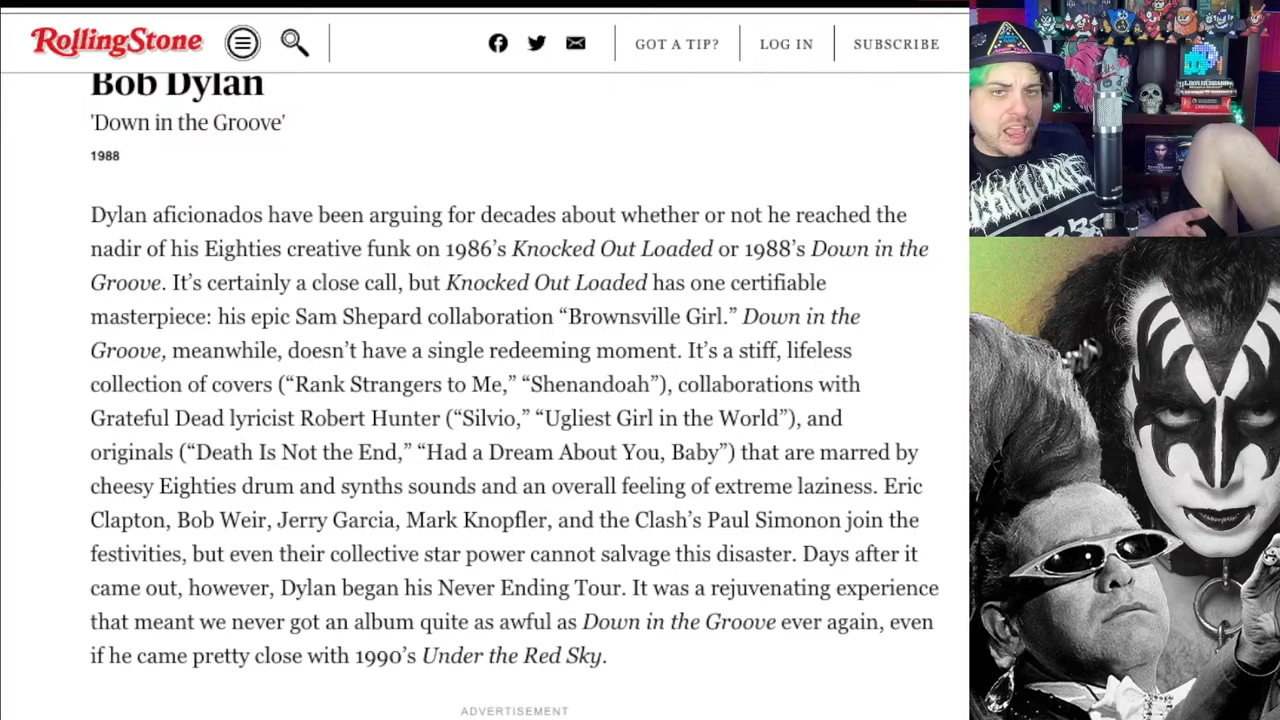 RollingStone
GOT A TIP?
LOG IN
SUBSCRIBE
Bob Dylan
'Down in the Groove'
1988
Dylan aficionados have been arguing for decades about whether or not he reached the
nadir of his Eighties creative funk on 1986’s Knocked Out Loaded or 1988’s Down in the
Groove. It’s certainly a close call, but Knocked Out Loaded has one certifiable
masterpiece: his epic Sam Shepard collaboration “Brownsville Girl.” Down in the
Groove, meanwhile, doesn’t have a single redeeming moment. It’s a stiff, lifeless
collection of covers (“Rank Strangers to Me,” “Shenandoah”), collaborations with
Grateful Dead lyricist Robert Hunter (“Silvio,” “Ugliest Girl in the World”), and
originals (“Death Is Not the End,” “Had a Dream About You, Baby”) that are marred by
cheesy Eighties drum and synths sounds and an overall feeling of extreme laziness. Eric
Clapton, Bob Weir, Jerry Garcia, Mark Knopfler, and the Clash’s Paul Simonon join the
festivities, but even their collective star power cannot salvage this disaster. Days after it
came out, however, Dylan began his Never Ending Tour. It was a rejuvenating experience
that meant we never got an album quite as awful as Down in the Groove ever again, even
if he came pretty close with 1990’s Under the Red Sky.
ADVERTISEMENT